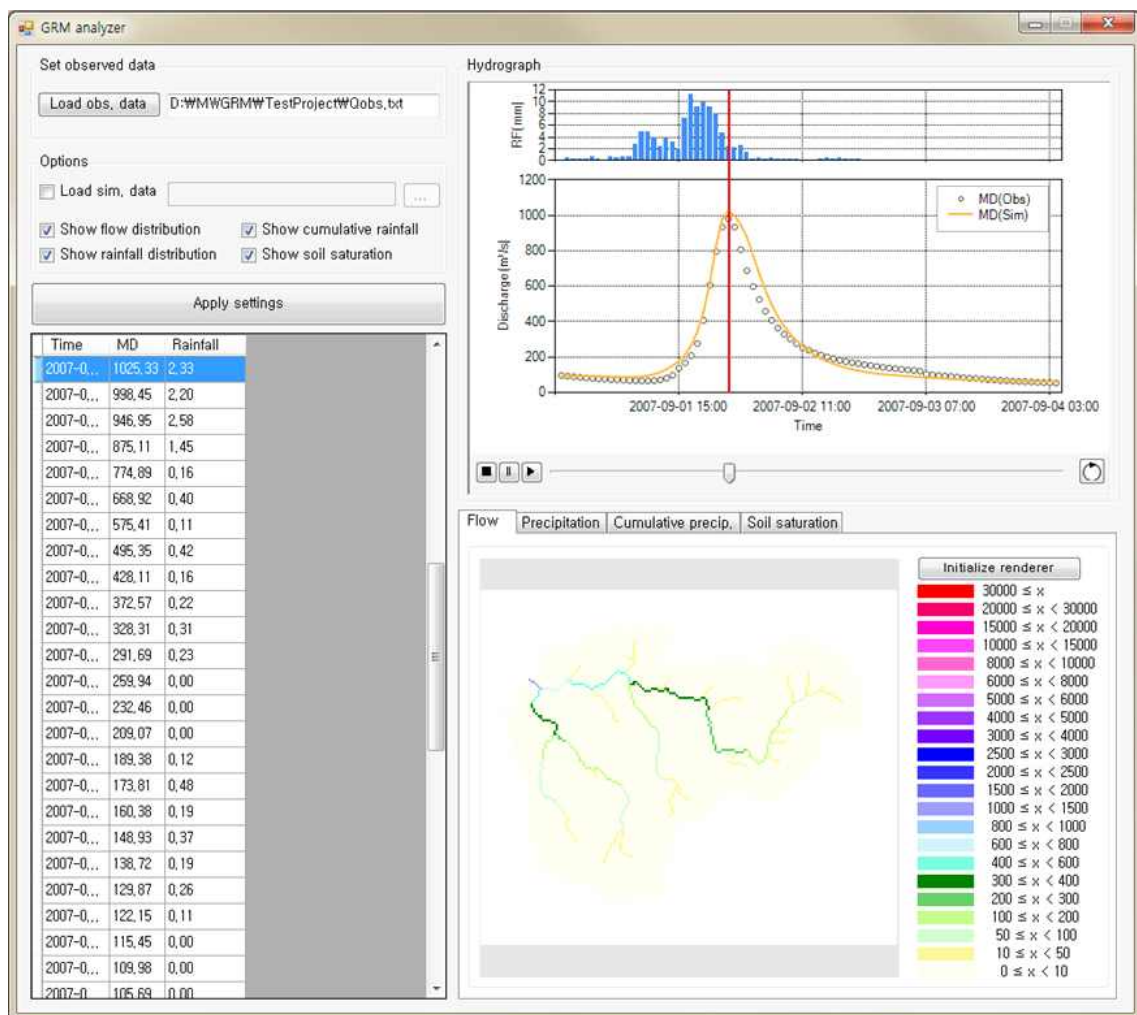 GRM analyzer
Set observed data
Load obs, data
D:₩M₩GRM₩TestProject₩Qobs,txt
Options
Load sim, data
...
Show flow distribution
Show cumulative rainfall
Show rainfall distribution
Show soil saturation
Apply settings
Time MD Rainfall
2007-0,,, 1025,33 2,33
2007-0,,, 998,45 2,20
2007-0,,, 946,95 2,58
2007-0,,, 875,11 1,45
2007-0,,, 774,89 0,16
2007-0,,, 668,92 0,40
2007-0,,, 575,41 0,11
2007-0,,, 495,35 0,42
2007-0,,, 428,11 0,16
2007-0,,, 372,57 0,22
2007-0,,, 328,31 0,31
2007-0,,, 291,69 0,23
2007-0,,, 259,94 0,00
2007-0,,, 232,46 0,00
2007-0,,, 209,07 0,00
2007-0,,, 189,38 0,12
2007-0,,, 173,81 0,48
2007-0,,, 160,38 0,19
2007-0,,, 148,93 0,37
2007-0,,, 138,72 0,19
2007-0,,, 129,87 0,26
2007-0,,, 122,15 0,11
2007-0,,, 115,45 0,00
2007-0,,, 109,98 0,00
2007-0 105,69 0,00
Hydrograph
RF(mm)
12
10
8
6
4
2
0
Discharge(m³/s)
1200
1000
800
600
400
200
0
MD(Obs)
MD(Sim)
2007-09-01 15:00 2007-09-02 11:00 2007-09-03 07:00 2007-09-04 03:00
Time
Flow Precipitation Cumulative precip, Soil saturation
Initialize renderer
30000 ≤ x
20000 ≤ x < 30000
15000 ≤ x < 20000
10000 ≤ x < 15000
8000 ≤ x < 10000
6000 ≤ x < 8000
5000 ≤ x < 6000
4000 ≤ x < 5000
3000 ≤ x < 4000
2500 ≤ x < 3000
2000 ≤ x < 2500
1500 ≤ x < 2000
1000 ≤ x < 1500
800 ≤ x < 1000
600 ≤ x < 800
400 ≤ x < 600
300 ≤ x < 400
200 ≤ x < 300
100 ≤ x < 200
50 ≤ x < 100
10 ≤ x < 50
0 ≤ x < 10